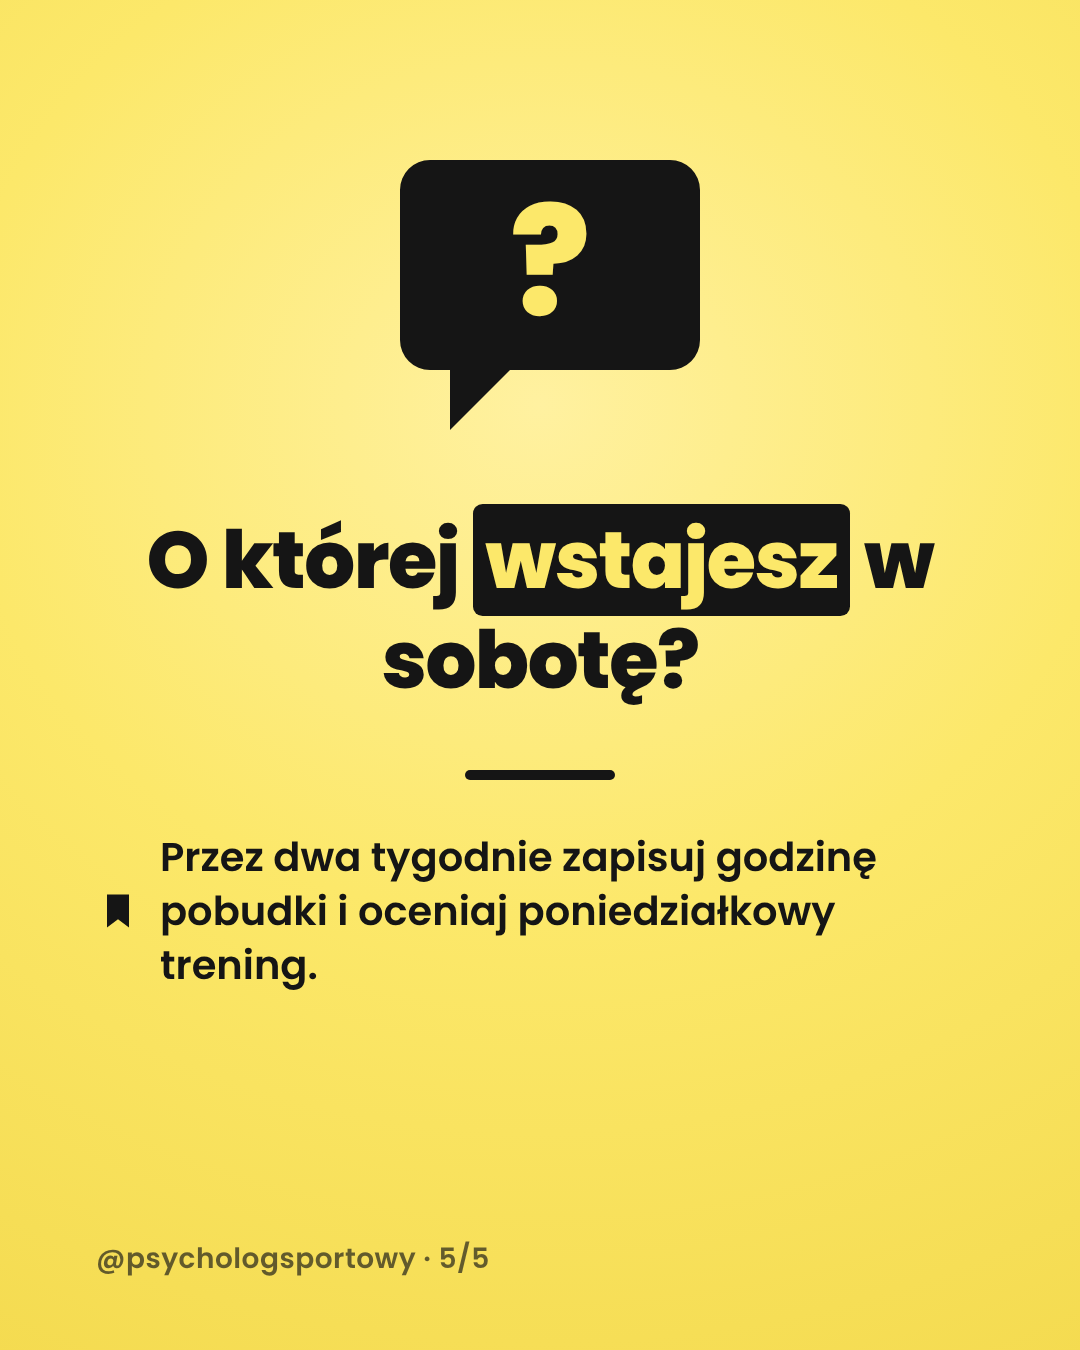 ?
O której wstajesz w
sobotę?
Przez dwa tygodnie zapisuj godzinę
pobudki i oceniaj poniedziałkowy
trening.
@psychologsportowy · 5/5